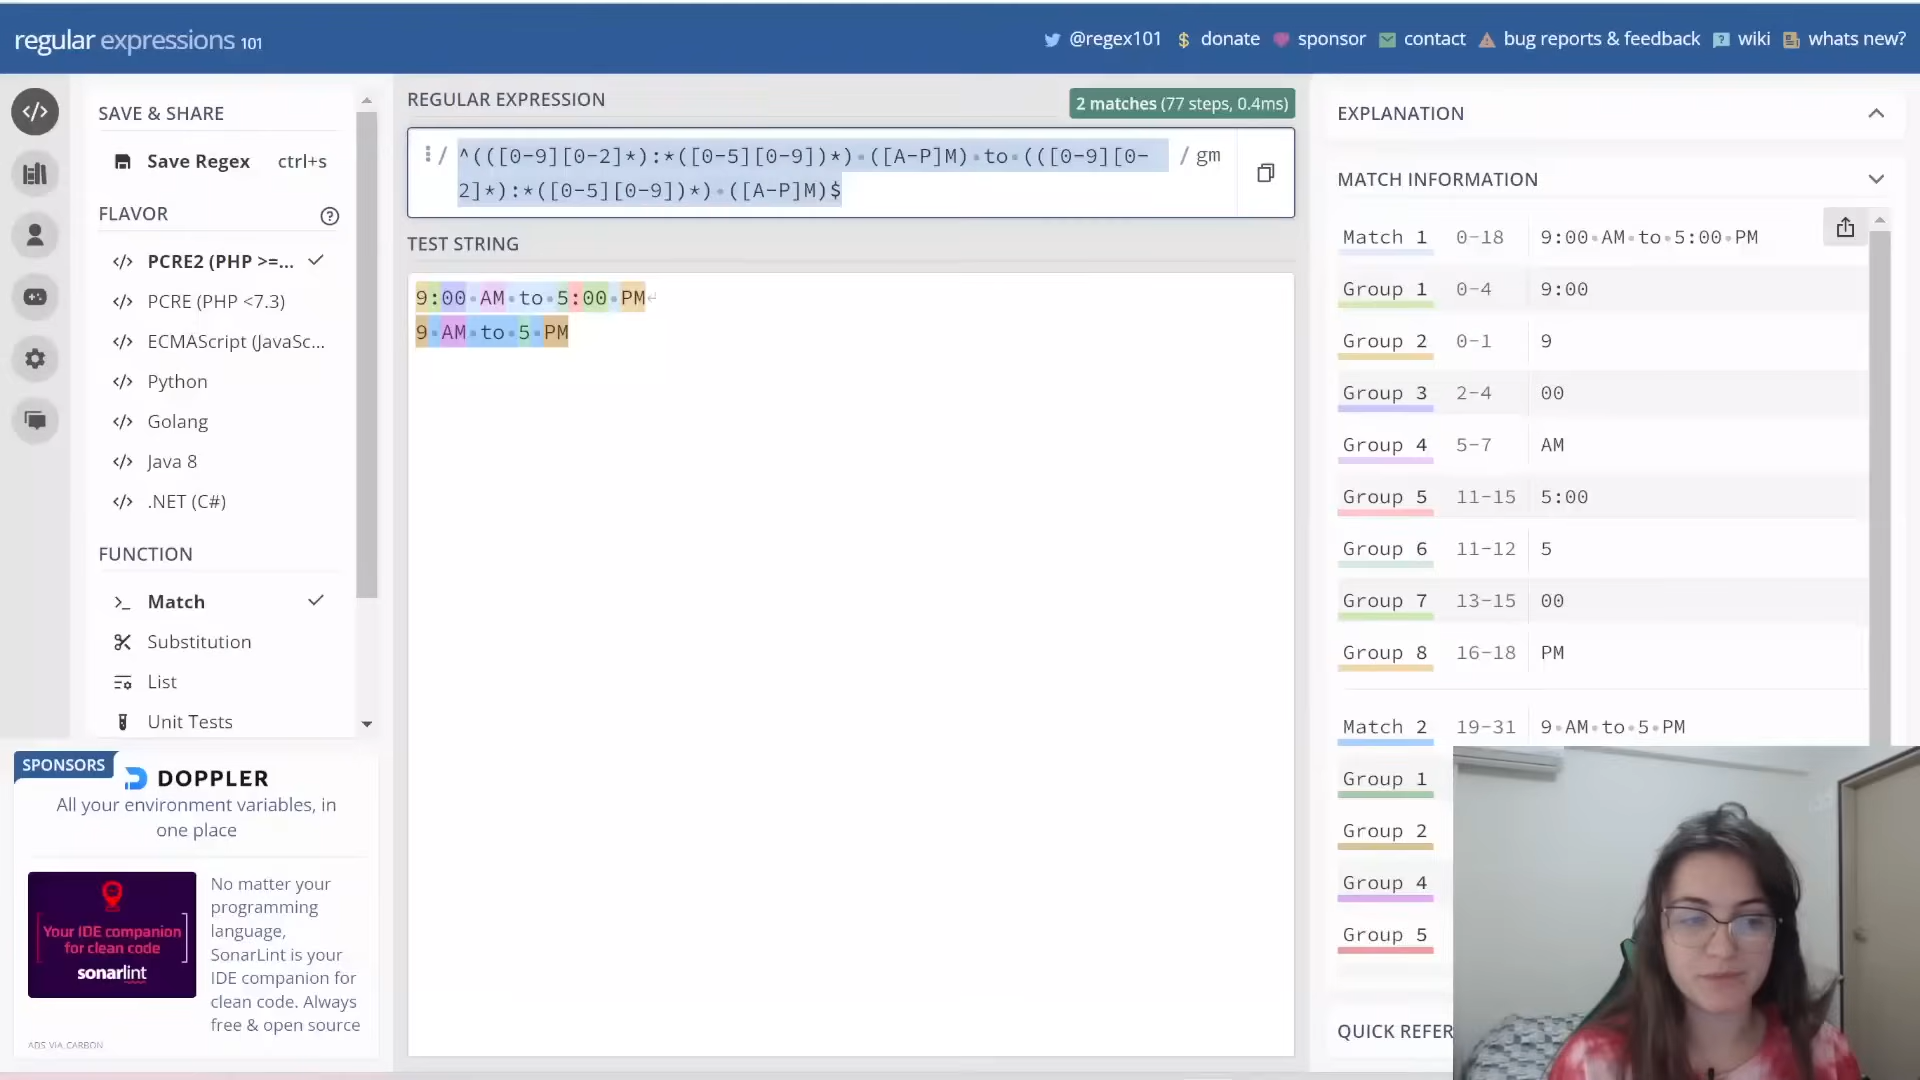 regular expressions 101
@regex101
$ donate
sponsor
contact
bug reports & feedback
wiki
whats new?
SAVE & SHARE
Save Regex ctrl+s
FLAVOR
</> PCRE2 (PHP >=...
</> PCRE (PHP <7.3)
</> ECMAScript (JavaSc...
</> Python
</> Golang
</> Java 8
</> .NET (C#)
FUNCTION
>_ Match
Substitution
List
Unit Tests
SPONSORS
DOPPLER
All your environment variables, in
one place
Your IDE companion
for clean code
sonarlint
No matter your
programming
language,
SonarLint is your
IDE companion for
clean code. Always
free & open source
ADS VIA CARBON
REGULAR EXPRESSION
2 matches (77 steps, 0.4ms)
/ ^(([0-9][0-2]*):*([0-5][0-9])*)·([A-P]M)·to·(([0-9][0-
2]*):*([0-5][0-9])*)·([A-P]M)$
/ gm
TEST STRING
9:00·AM·to·5:00·PM↵
9·AM·to·5·PM
EXPLANATION
MATCH INFORMATION
Match 1 0-18 9:00·AM·to·5:00·PM
Group 1 0-4 9:00
Group 2 0-1 9
Group 3 2-4 00
Group 4 5-7 AM
Group 5 11-15 5:00
Group 6 11-12 5
Group 7 13-15 00
Group 8 16-18 PM
Match 2 19-31 9·AM·to·5·PM
Group 1
Group 2
Group 4
Group 5
QUICK REFER